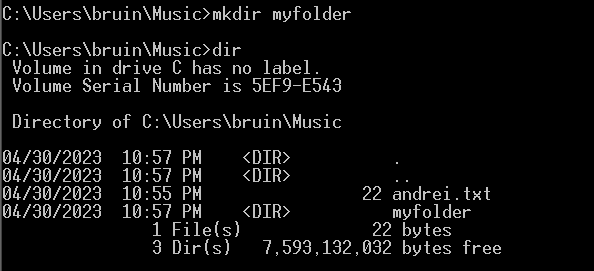 C:\Users\bruin\Music>mkdir myfolder
C:\Users\bruin\Music>dir
Volume in drive C has no label.
Volume Serial Number is 5EF9-E543
Directory of C:\Users\bruin\Music
04/30/2023  10:57 PM    <DIR>          .
04/30/2023  10:57 PM    <DIR>          ..
04/30/2023  10:55 PM                22 andrei.txt
04/30/2023  10:57 PM    <DIR>          myfolder
1 File(s)             22 bytes
3 Dir(s)   7,593,132,032 bytes free